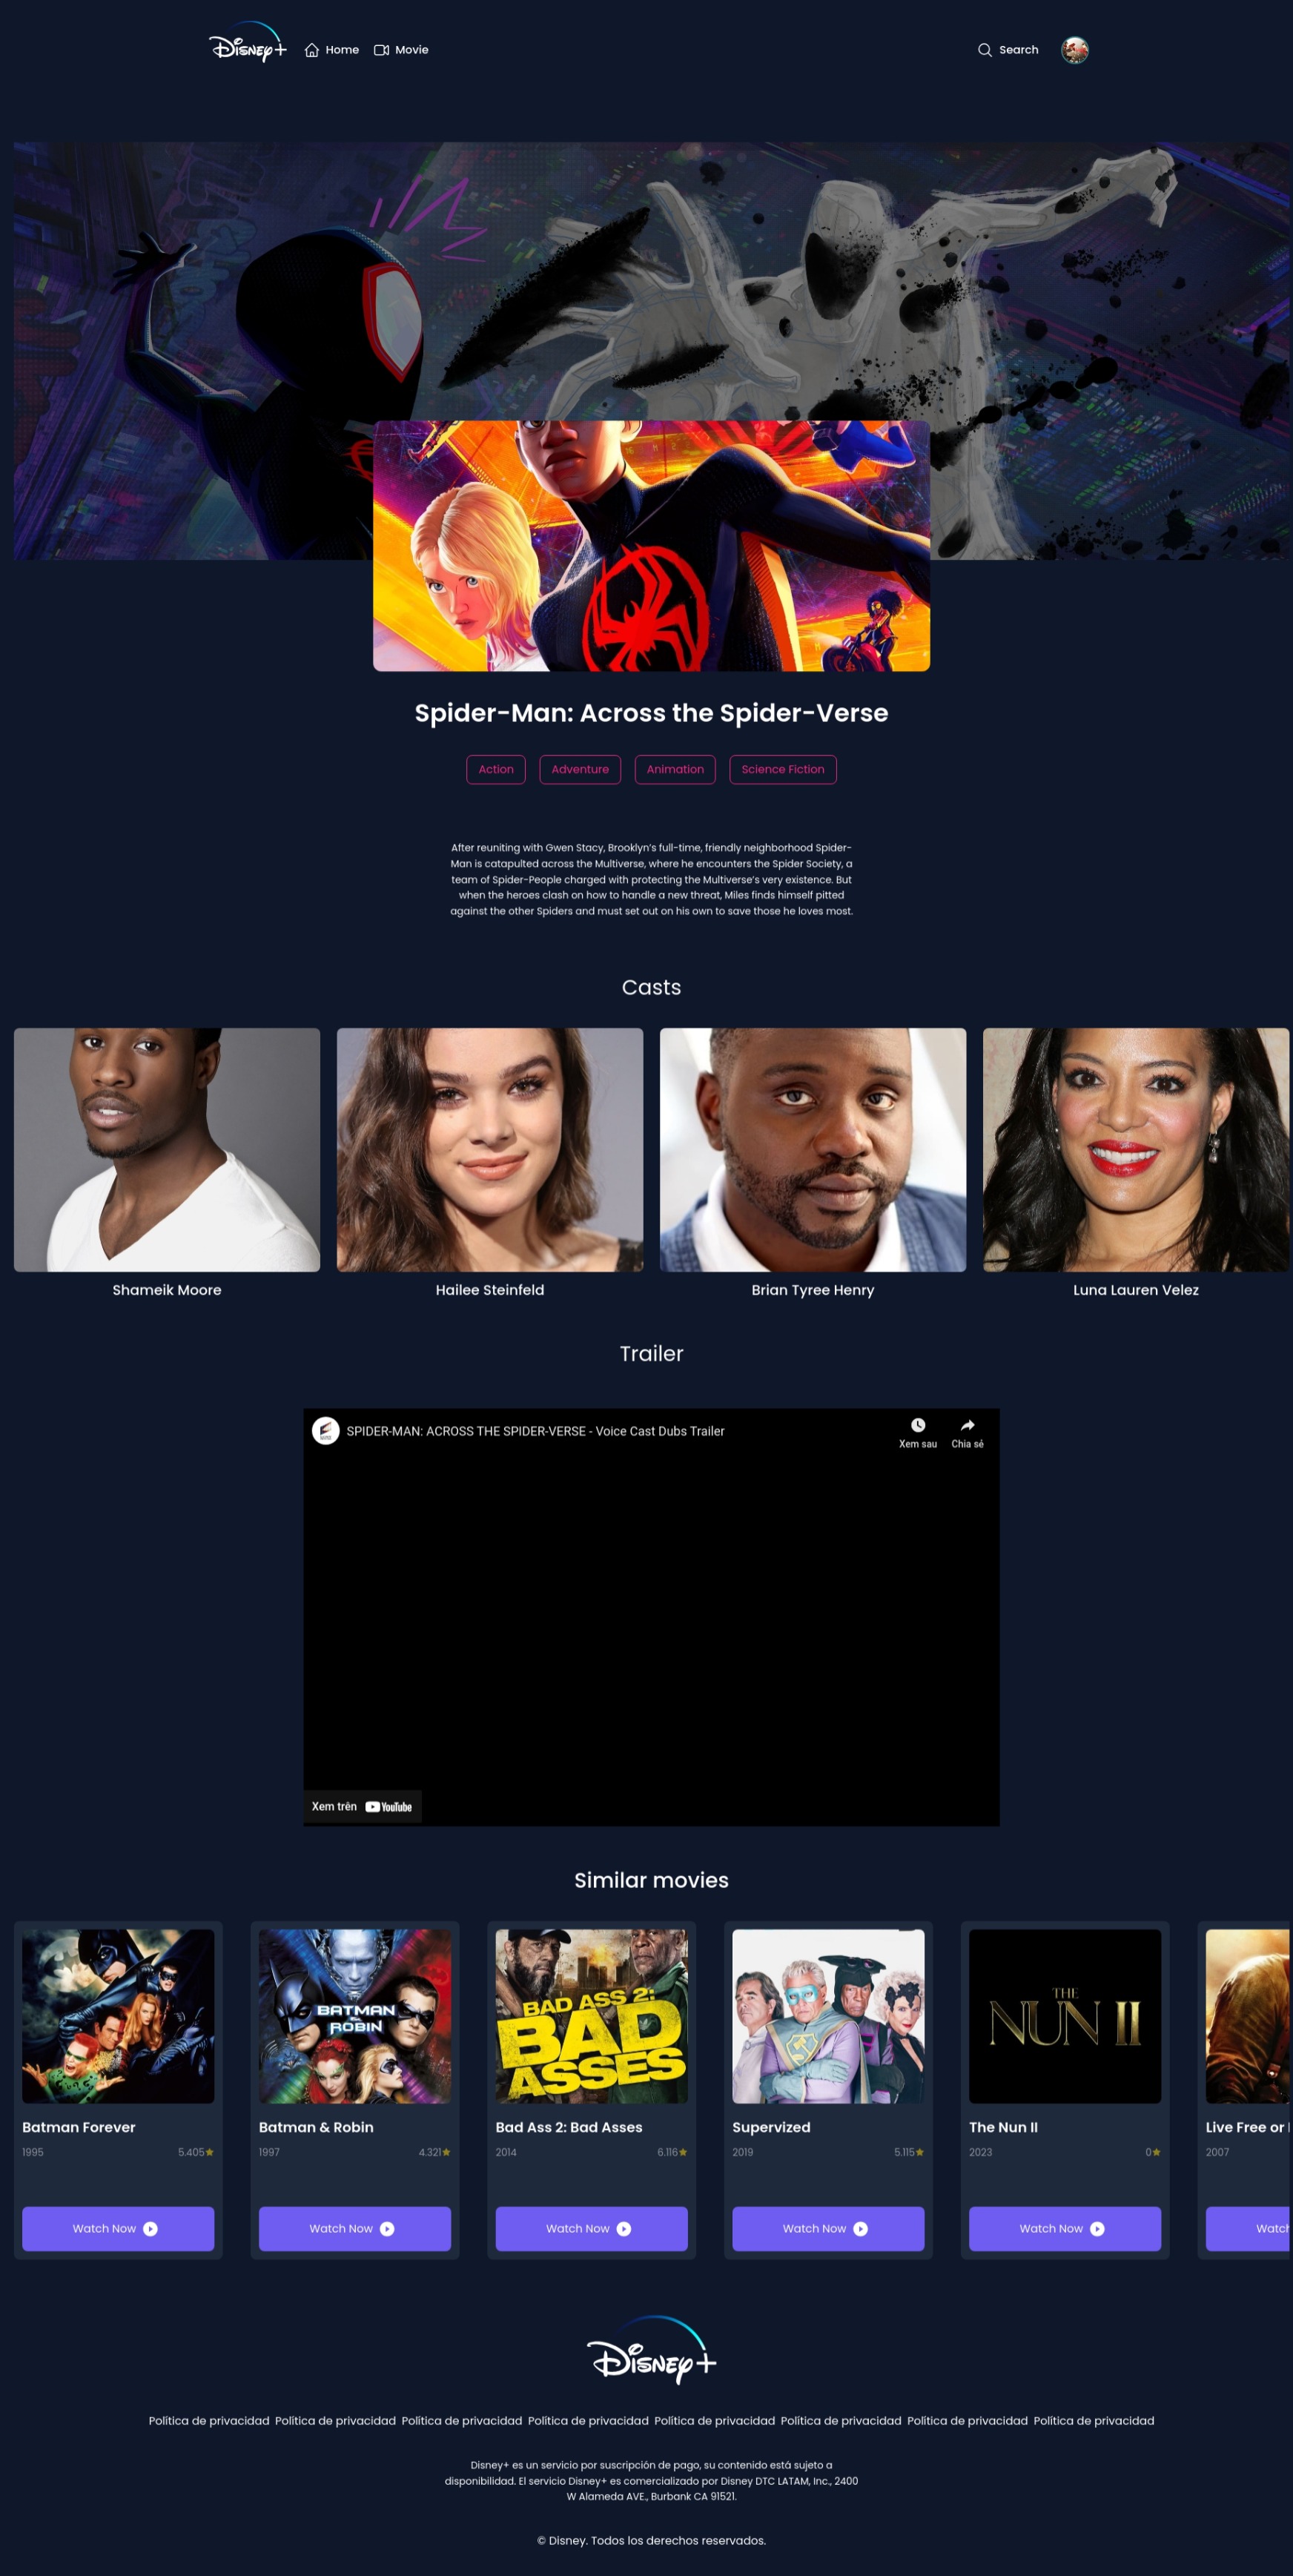 Disney+
Home
Movie
Search
Spider-Man: Across the Spider-Verse
Action
Adventure
Animation
Science Fiction
After reuniting with Gwen Stacy, Brooklyn's full-time, friendly neighborhood Spider-
Man is catapulted across the Multiverse, where he encounters the Spider Society, a
team of Spider-People charged with protecting the Multiverse's very existence. But
when the heroes clash on how to handle a new threat, Miles finds himself pitted
against the other Spiders and must set out on his own to save those he loves most.
Casts
Shameik Moore
Hailee Steinfeld
Brian Tyree Henry
Luna Lauren Velez
Trailer
SPIDER-MAN: ACROSS THE SPIDER-VERSE - Voice Cast Dubs Trailer
Xem sau
Chia sẻ
Xem trên YouTube
Similar movies
Batman Forever
1995
5.405
Watch Now
BATMAN
& ROBIN
Batman & Robin
1997
4.321
Watch Now
BAD ASS 2:
BAD
ASSES
Bad Ass 2: Bad Asses
2014
6.116
Watch Now
Supervized
2019
5.115
Watch Now
THE
NUN II
The Nun II
2023
0
Watch Now
Live Free or
2007
Watch
Disney+
Política de privacidad Política de privacidad Política de privacidad Política de privacidad Política de privacidad Política de privacidad Política de privacidad Política de privacidad
Disney+ es un servicio por suscripción de pago, su contenido está sujeto a
disponibilidad. El servicio Disney+ es comercializado por Disney DTC LATAM, Inc., 2400
W Alameda AVE., Burbank CA 91521.
© Disney. Todos los derechos reservados.